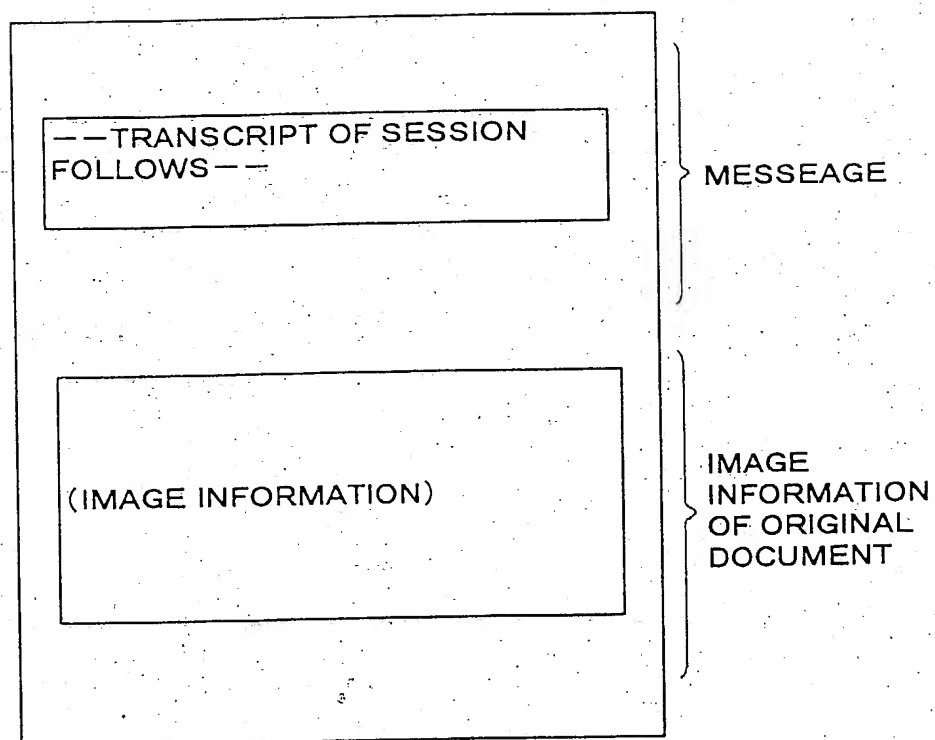 ——TRANSCRIPT OF SESSION
FOLLOWS——
MESSEAGE
(IMAGE INFORMATION)
IMAGE
INFORMATION
OF ORIGINAL
DOCUMENT